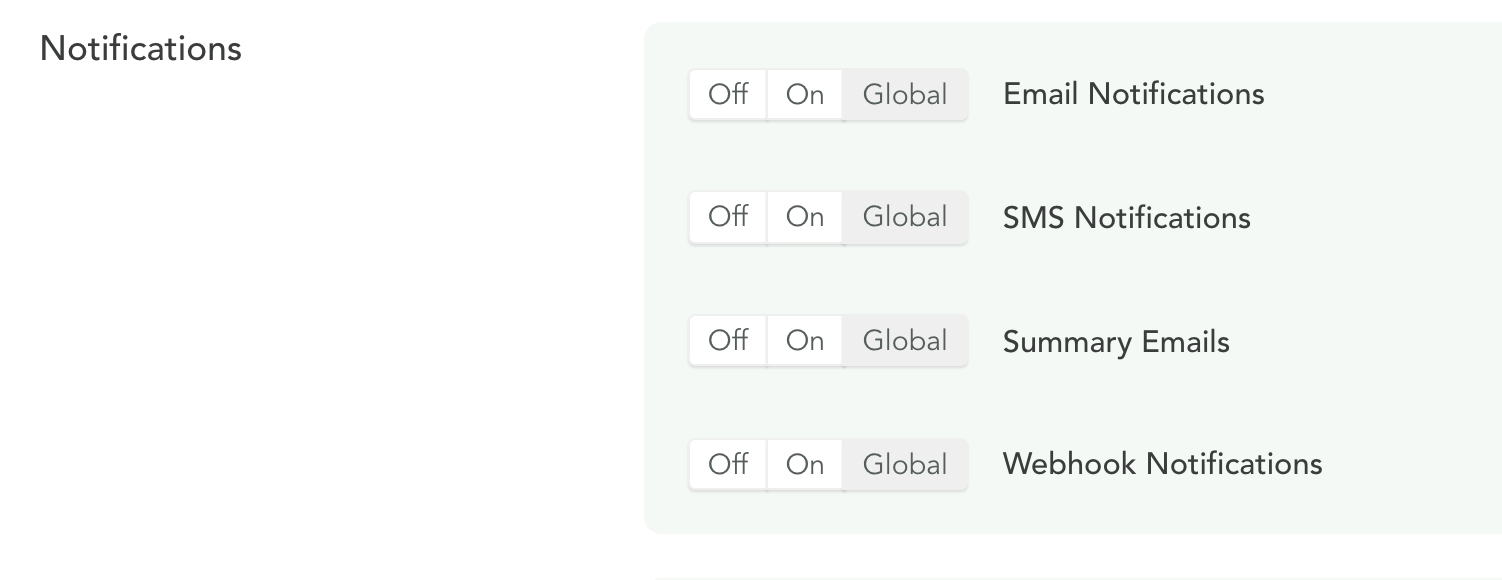 Notifications
Off On Global Email Notifications
Off On Global SMS Notifications
Off On Global Summary Emails
Off On Global Webhook Notifications